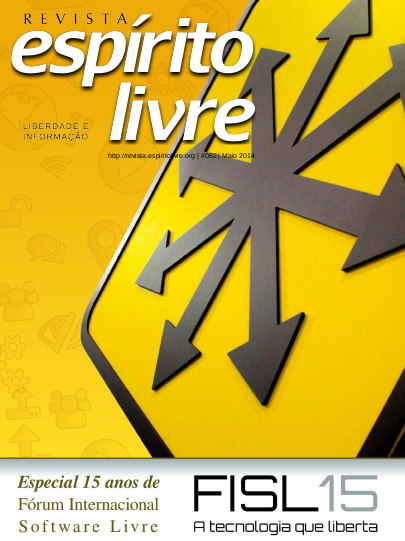 REVISTA
espírito
livre
LIBERDADE E
INFORMAÇÃO
http://revista.espiritolivre.org | #062 | Maio 2014
Especial 15 anos de
Fórum Internacional
Software Livre
FISL15
A tecnologia que liberta